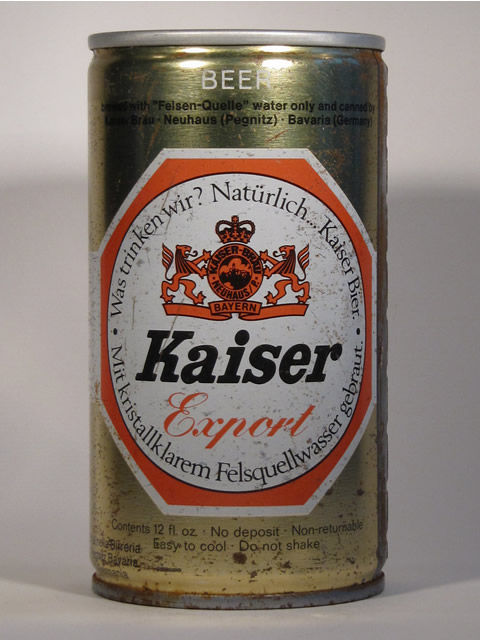 BEER
brewed with "Felsen-Quelle" water only and canned by
Kaiser Bräu · Neuhaus (Pegnitz) · Bavaria (Germany)
Was trinken wir? Natürlich... Kaiser Bier.
KAISER-BRÄU
NEUHAUS P.
BAYERN
Kaiser
Export
· Mit kristallklarem Felsquellwasser gebraut. ·
Contents 12 fl. oz. · No deposit · Non-returnable
Easy to cool · Do not shake
Bavaria